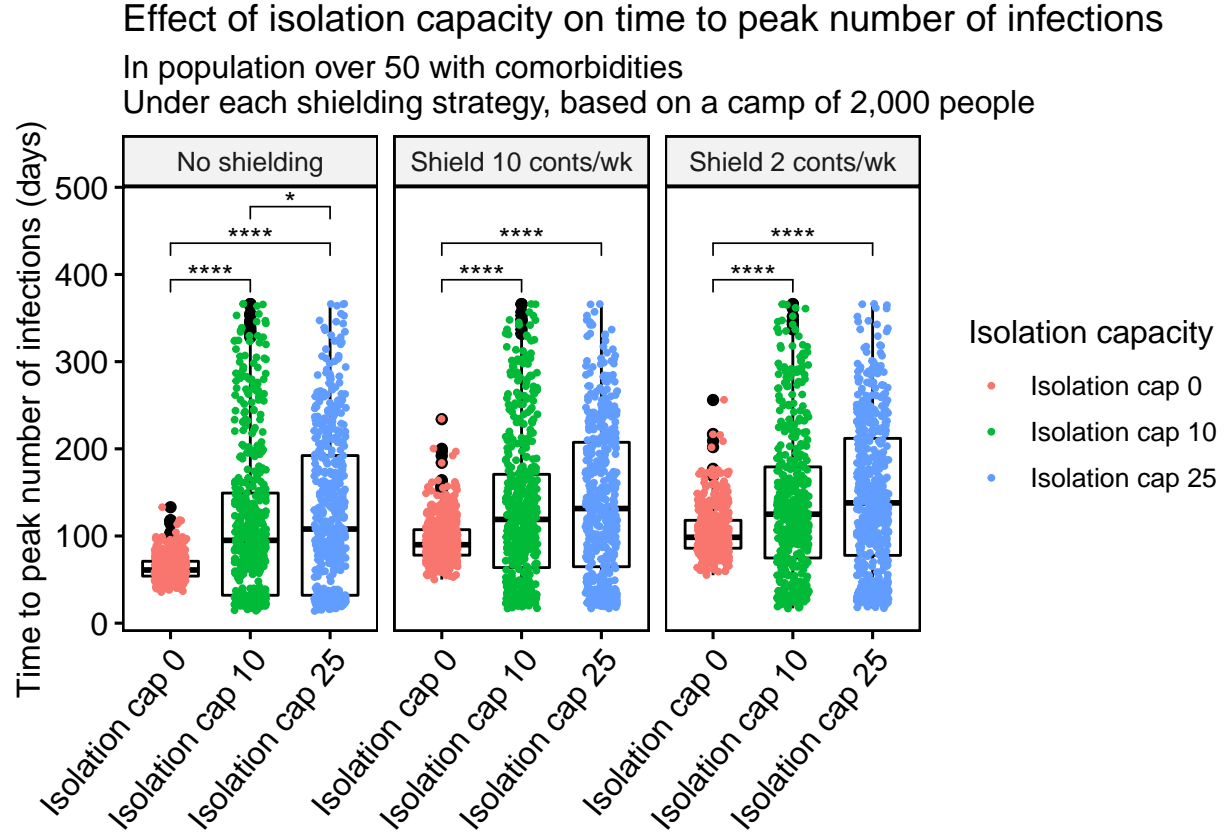 Effect of isolation capacity on time to peak number of infections
In population over 50 with comorbidities
Under each shielding strategy, based on a camp of 2,000 people
Time to peak number of infections (days)
No shielding
Shield 10 conts/wk
Shield 2 conts/wk
500
400
300
200
100
0
*
****
****
****
****
****
****
Isolation cap 0
Isolation cap 10
Isolation cap 25
Isolation cap 0
Isolation cap 10
Isolation cap 25
Isolation cap 0
Isolation cap 10
Isolation cap 25
Isolation capacity
Isolation cap 0
Isolation cap 10
Isolation cap 25